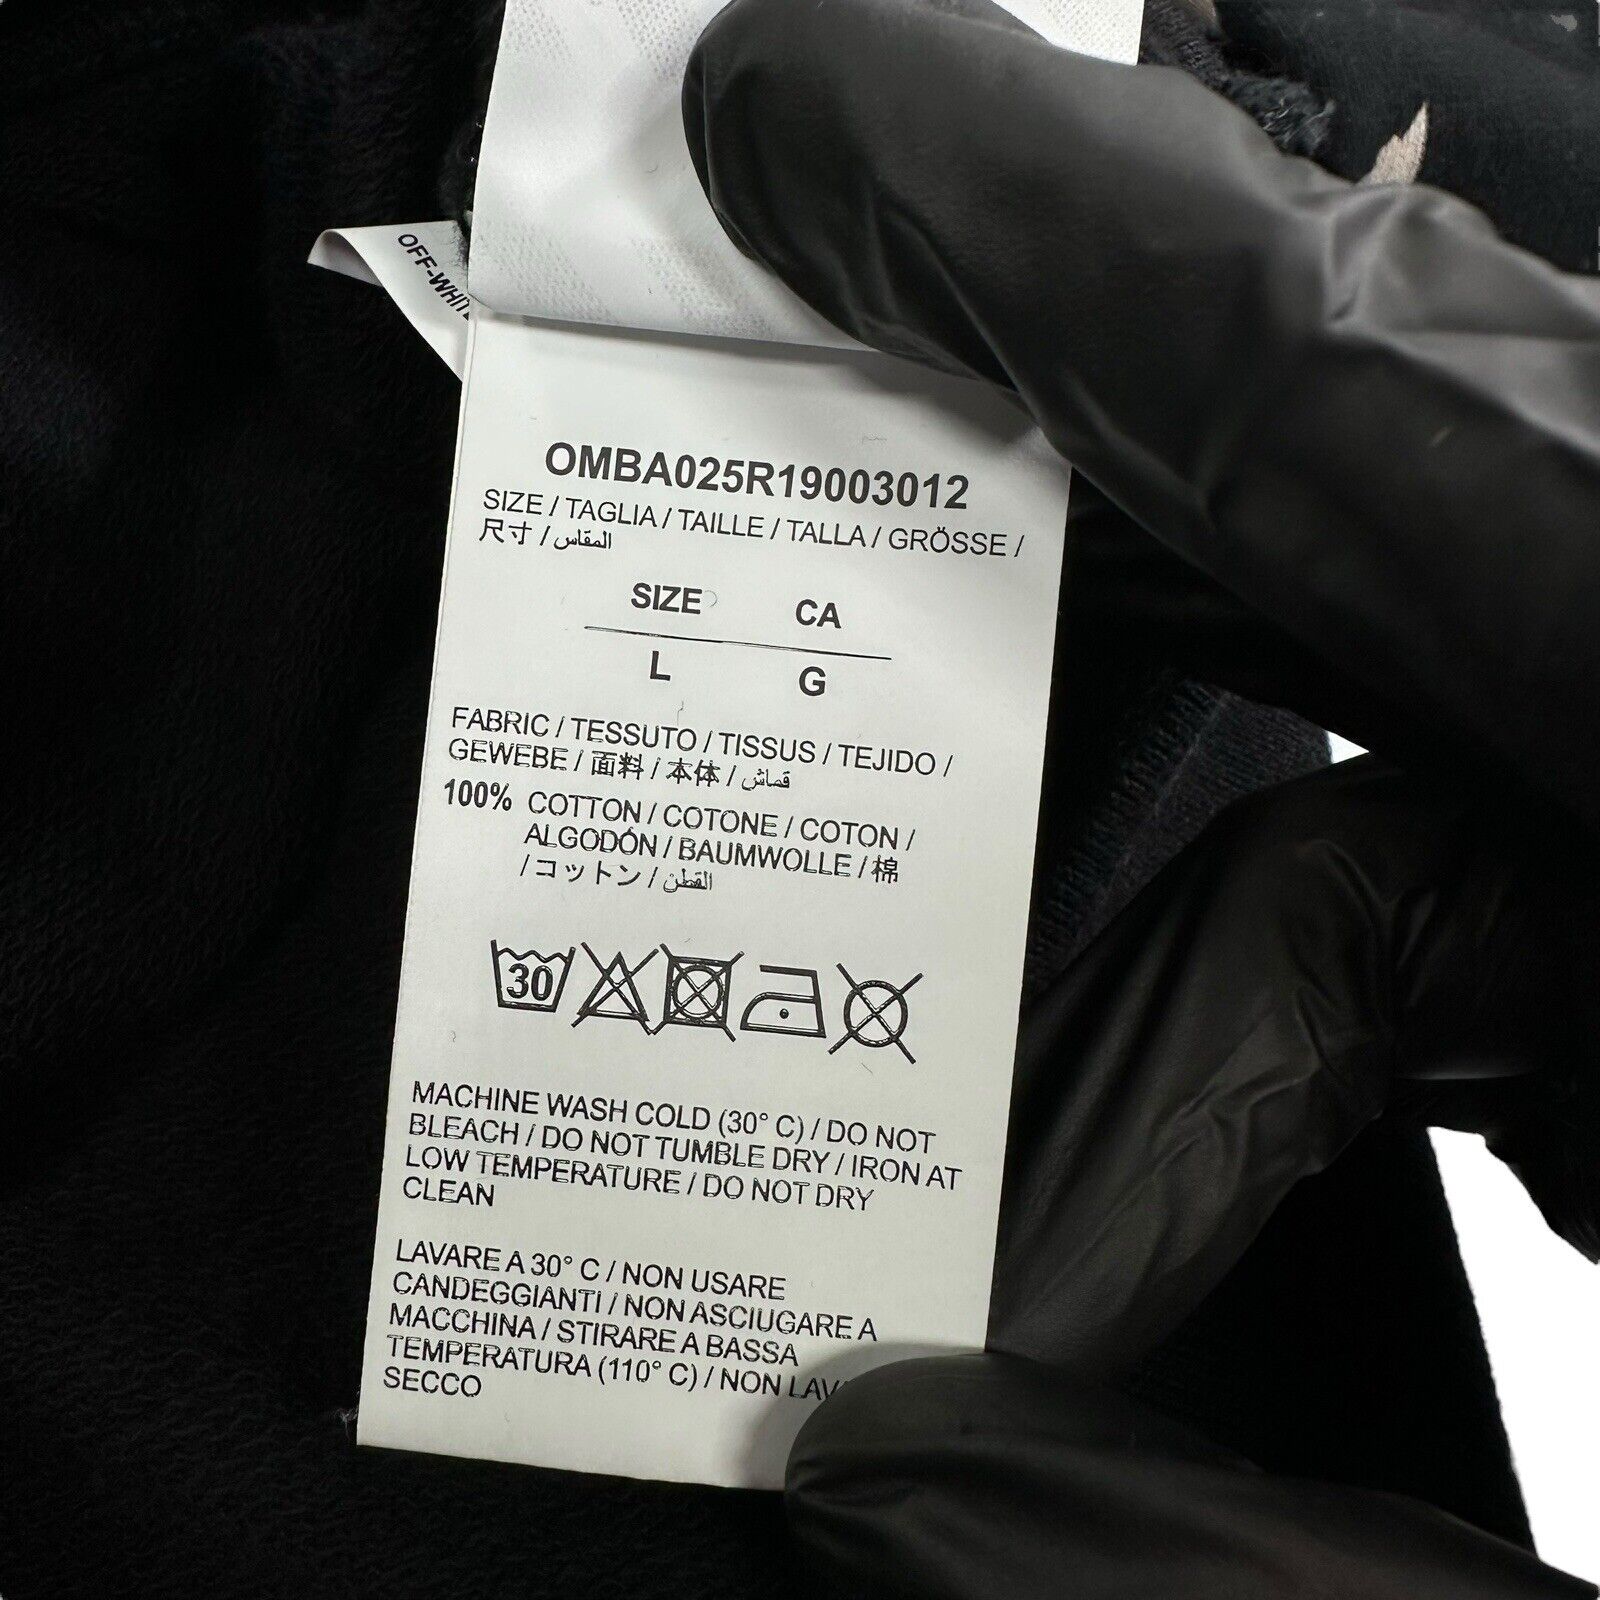 OFF-WHITE
OMBA025R19003012
SIZE / TAGLIA / TAILLE / TALLA / GRÖSSE /
尺寸 / المقاس
SIZE CA
L G
FABRIC / TESSUTO / TISSUS / TEJIDO /
GEWEBE / 面料 / 本体 / قماش
100% COTTON / COTONE / COTON /
ALGODÓN / BAUMWOLLE / 棉
/ コットン / القطن
30
MACHINE WASH COLD (30° C) / DO NOT
BLEACH / DO NOT TUMBLE DRY / IRON AT
LOW TEMPERATURE / DO NOT DRY
CLEAN
LAVARE A 30° C / NON USARE
CANDEGGIANTI / NON ASCIUGARE A
MACCHINA / STIRARE A BASSA
TEMPERATURA (110° C) / NON
SECCO